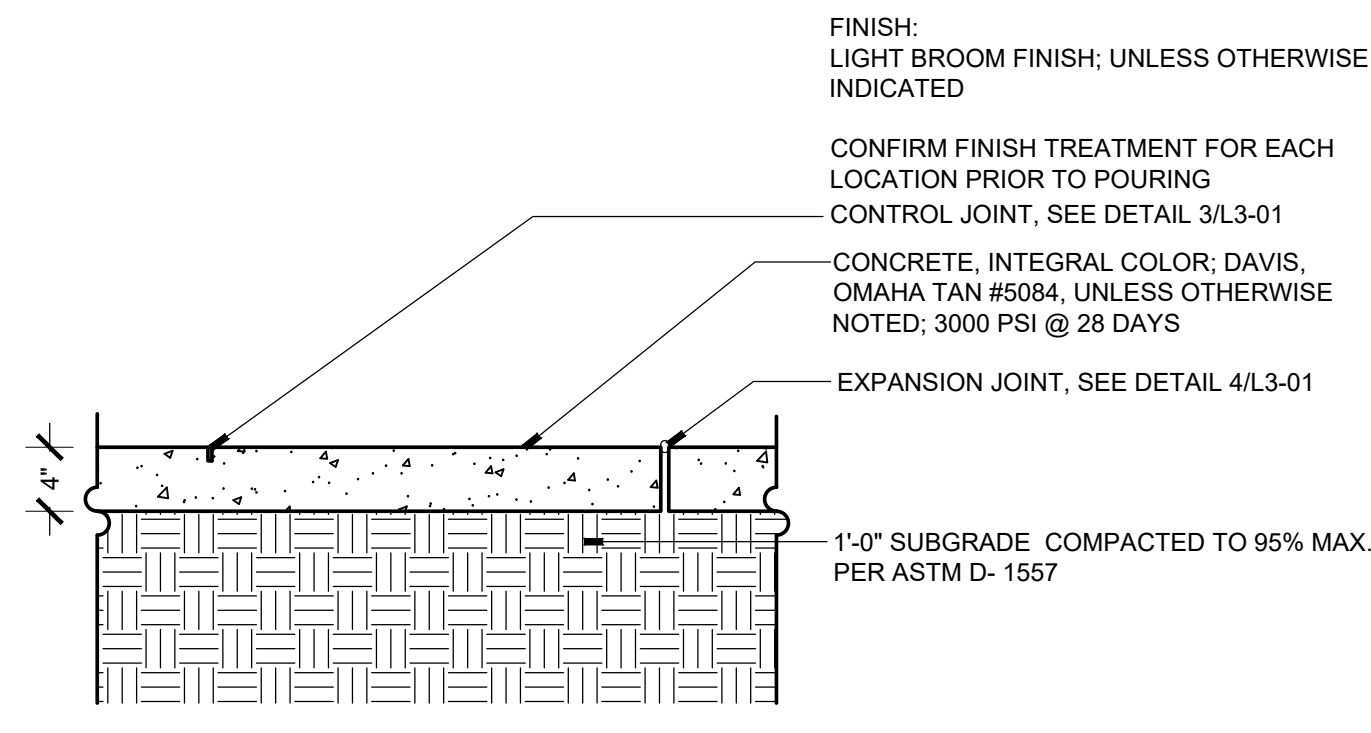 FINISH:
LIGHT BROOM FINISH; UNLESS OTHERWISE
INDICATED
CONFIRM FINISH TREATMENT FOR EACH
LOCATION PRIOR TO POURING
CONTROL JOINT, SEE DETAIL 3/L3-01
CONCRETE, INTEGRAL COLOR; DAVIS,
OMAHA TAN #5084, UNLESS OTHERWISE
NOTED; 3000 PSI @ 28 DAYS
EXPANSION JOINT, SEE DETAIL 4/L3-01
4"
1'-0" SUBGRADE COMPACTED TO 95% MAX.
PER ASTM D- 1557